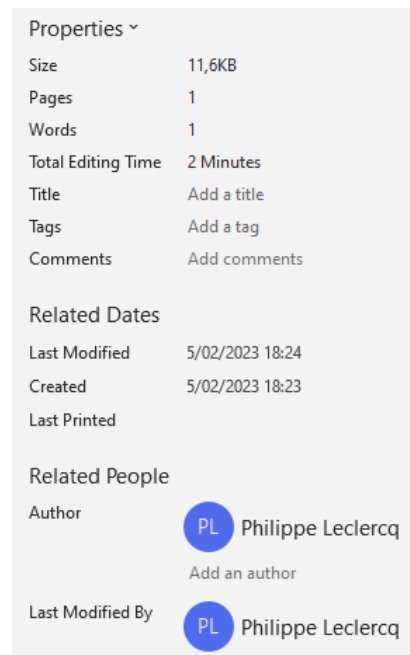 Properties
Size 11,6KB
Pages 1
Words 1
Total Editing Time 2 Minutes
Title Add a title
Tags Add a tag
Comments Add comments
Related Dates
Last Modified 5/02/2023 18:24
Created 5/02/2023 18:23
Last Printed
Related People
Author PL Philippe Leclercq
Add an author
Last Modified By PL Philippe Leclercq